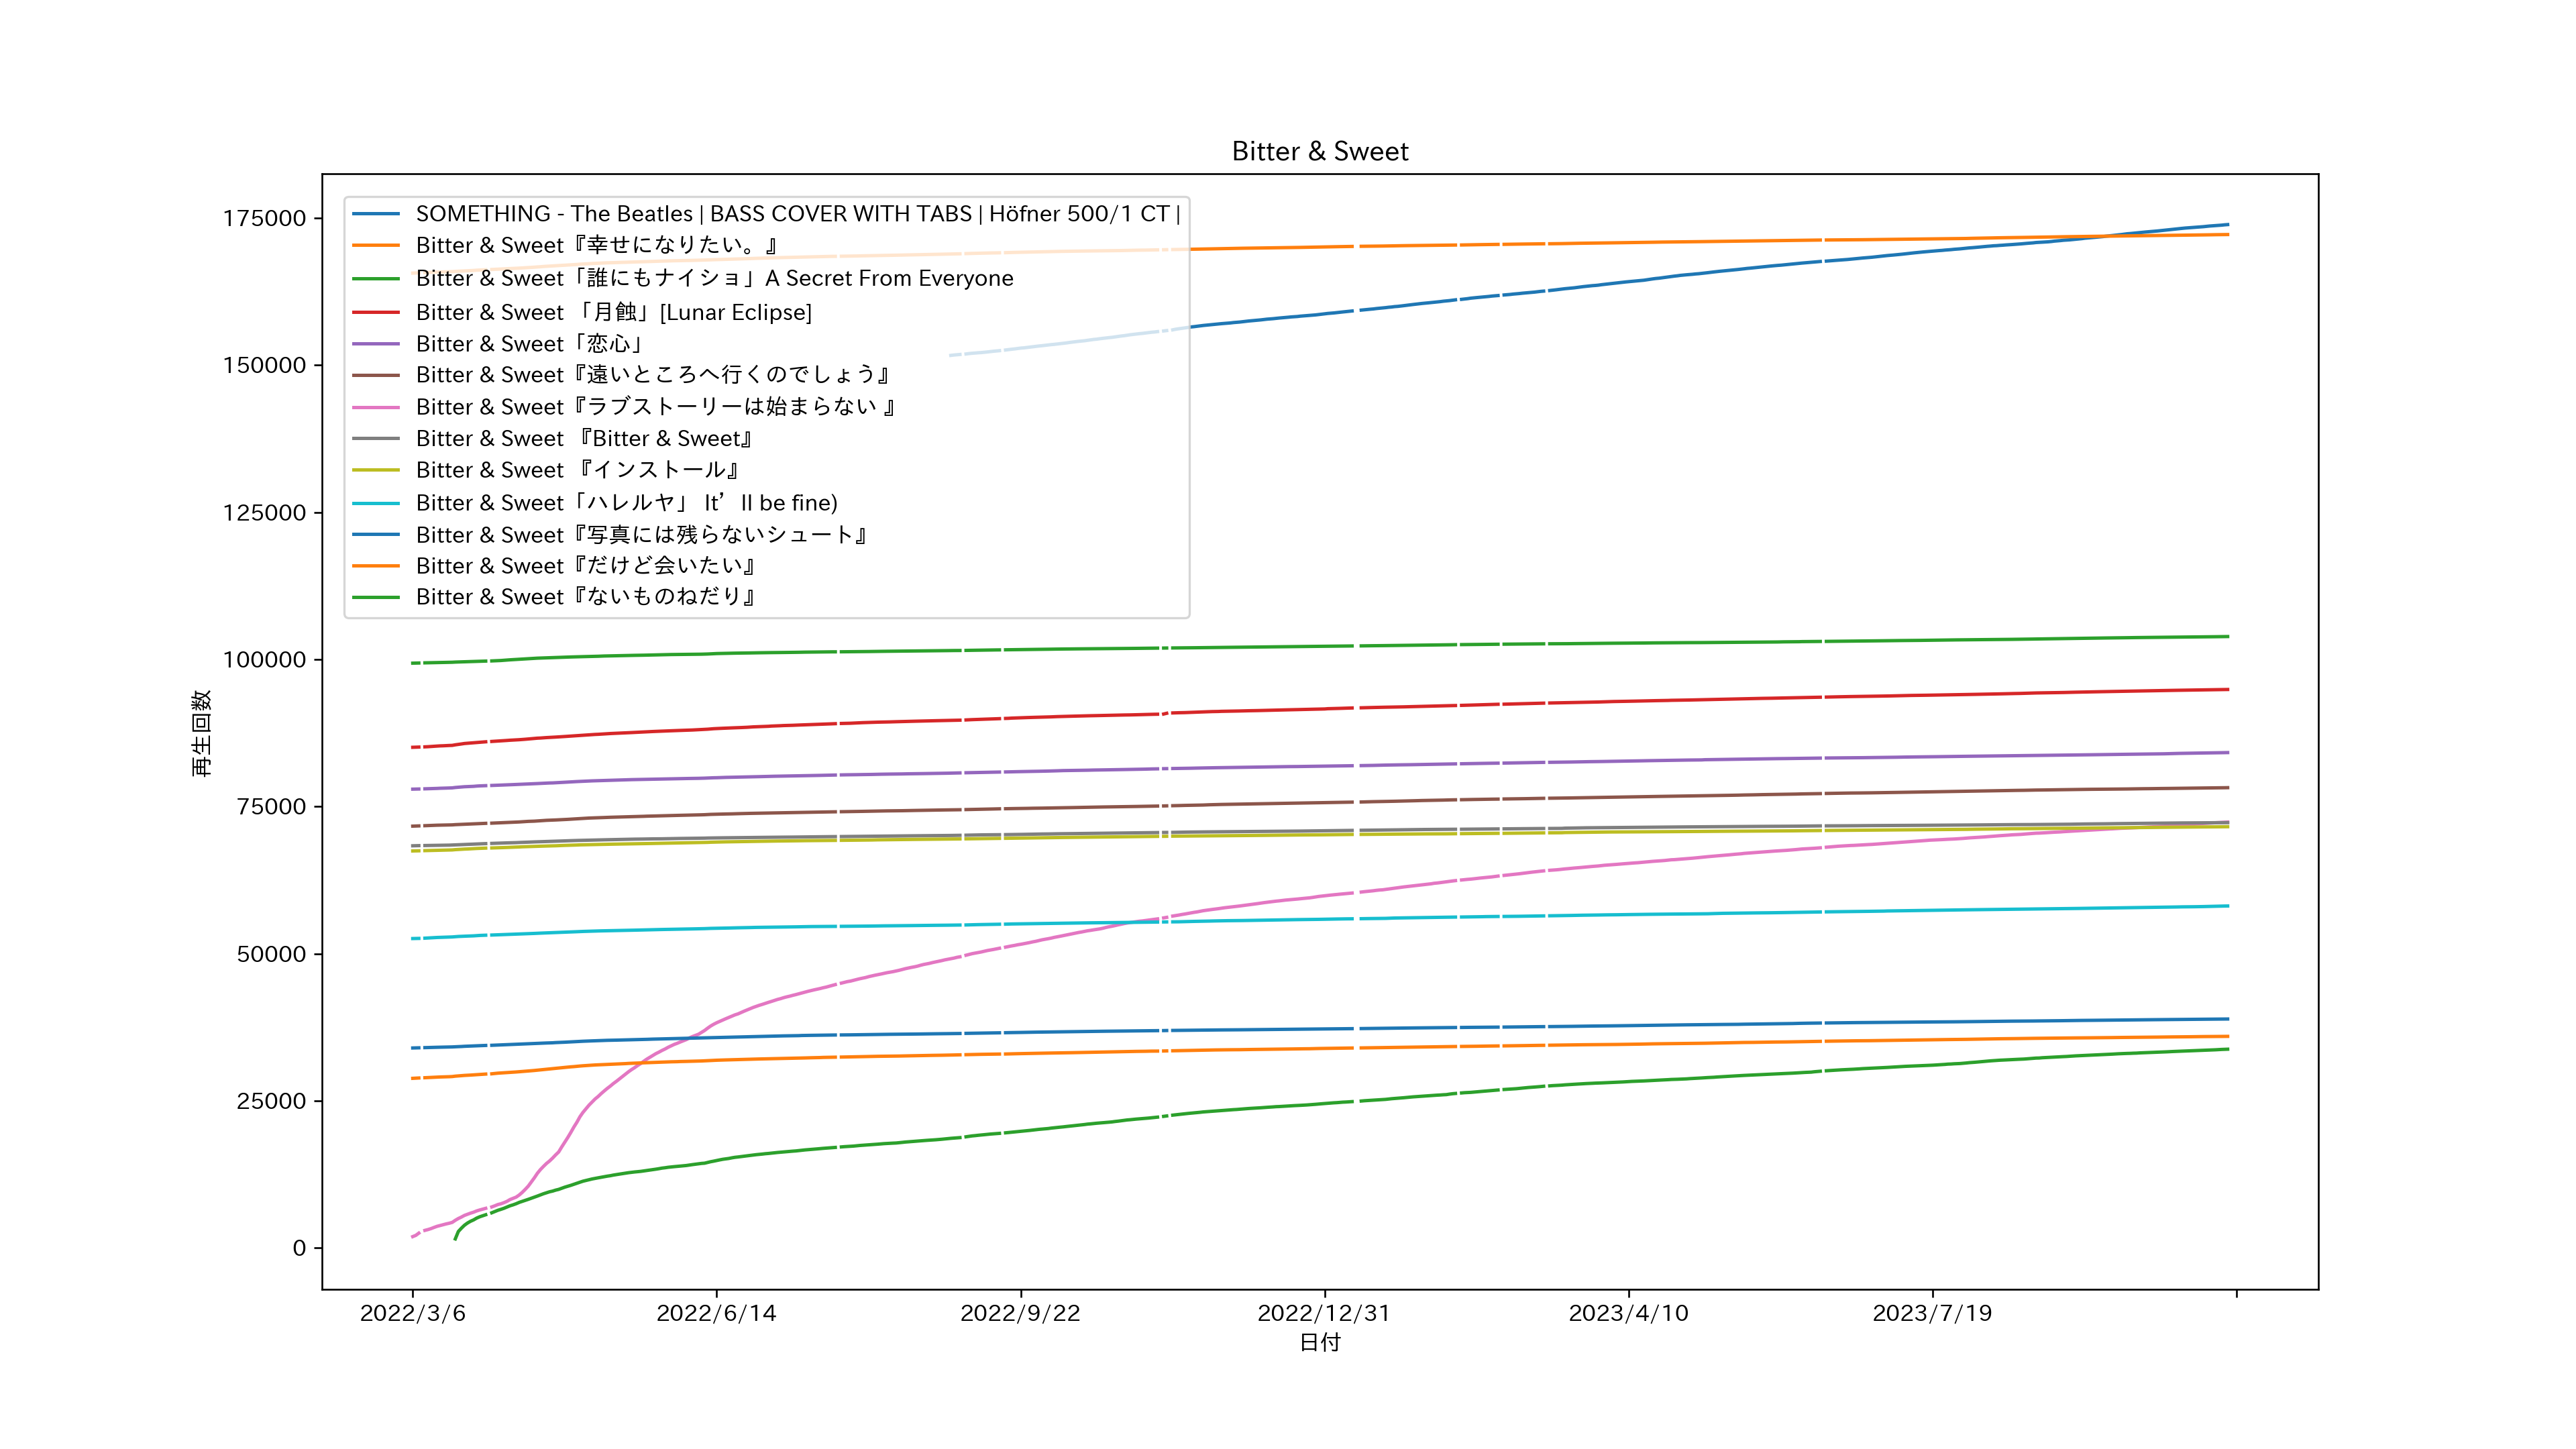 Bitter & Sweet
175000
150000
125000
100000
75000
50000
25000
0
再生回数
SOMETHING - The Beatles | BASS COVER WITH TABS | Höfner 500/1 CT |
Bitter & Sweet『幸せになりたい。』
Bitter & Sweet「誰にもナイショ」A Secret From Everyone
Bitter & Sweet 「月蝕」[Lunar Eclipse]
Bitter & Sweet「恋心」
Bitter & Sweet『遠いところへ行くのでしょう』
Bitter & Sweet『ラブストーリーは始まらない 』
Bitter & Sweet 『Bitter & Sweet』
Bitter & Sweet 『インストール』
Bitter & Sweet「ハレルヤ」 It’ll be fine)
Bitter & Sweet『写真には残らないシュート』
Bitter & Sweet『だけど会いたい』
Bitter & Sweet『ないものねだり』
2022/3/6
2022/6/14
2022/9/22
2022/12/31
2023/4/10
2023/7/19
日付